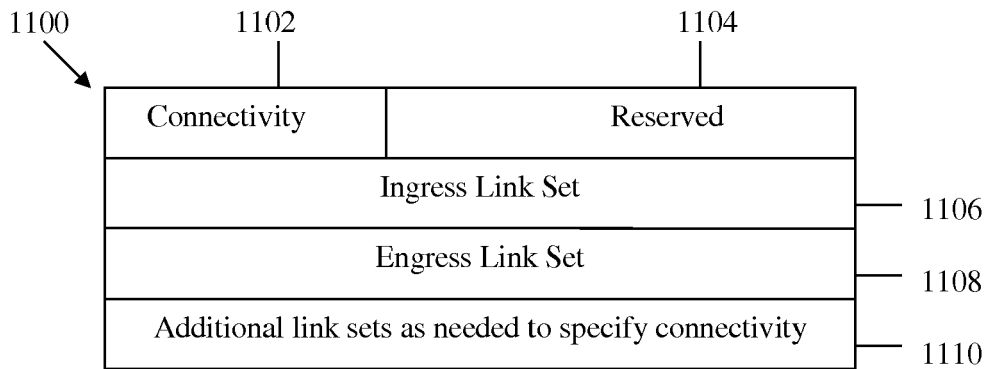 1100
1102
1104
Connectivity
Reserved
Ingress Link Set
1106
Engress Link Set
1108
Additional link sets as needed to specify connectivity
1110